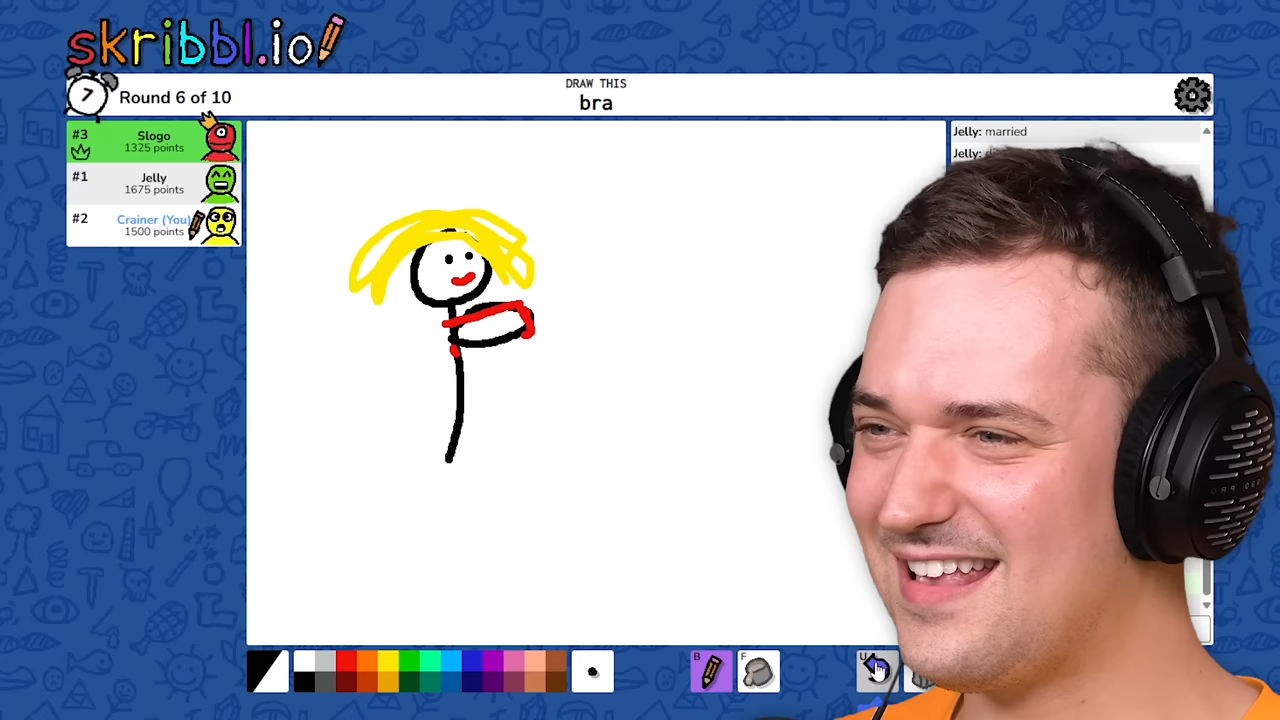 skribbl.io
7
Round 6 of 10
DRAW THIS
bra
#3
Slogo
1325 points
#1
Jelly
1675 points
#2
Crainer (You)
1500 points
Jelly: married
Jelly:
B
F
U